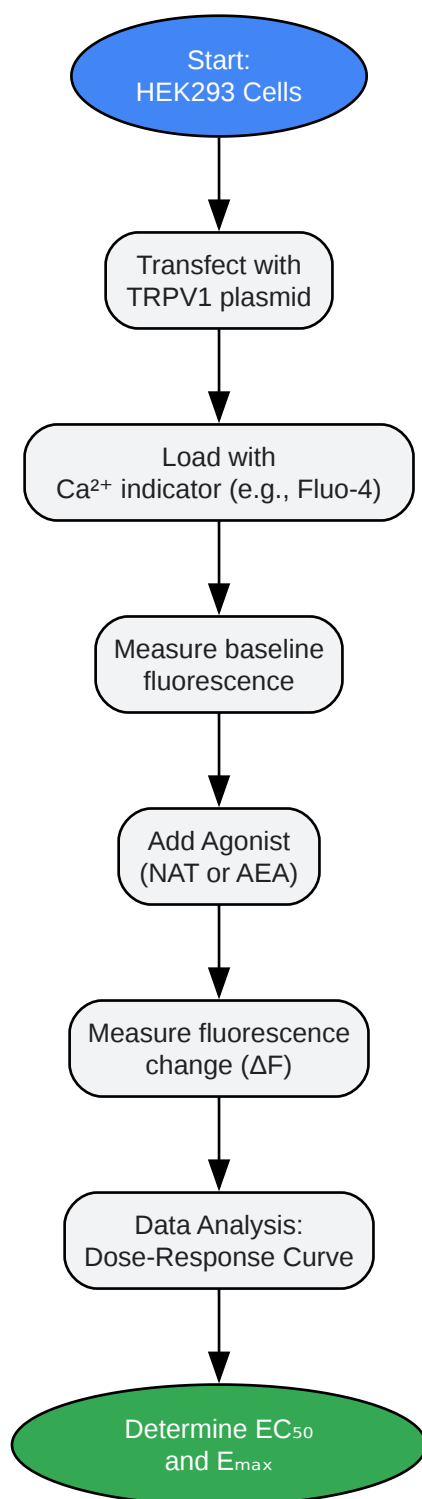 Start:
HEK293 Cells
Transfect with
TRPV1 plasmid
Load with
Ca²⁺ indicator (e.g., Fluo-4)
Measure baseline
fluorescence
Add Agonist
(NAT or AEA)
Measure fluorescence
change (ΔF)
Data Analysis:
Dose-Response Curve
Determine EC₅₀
and Eₘₐₓ